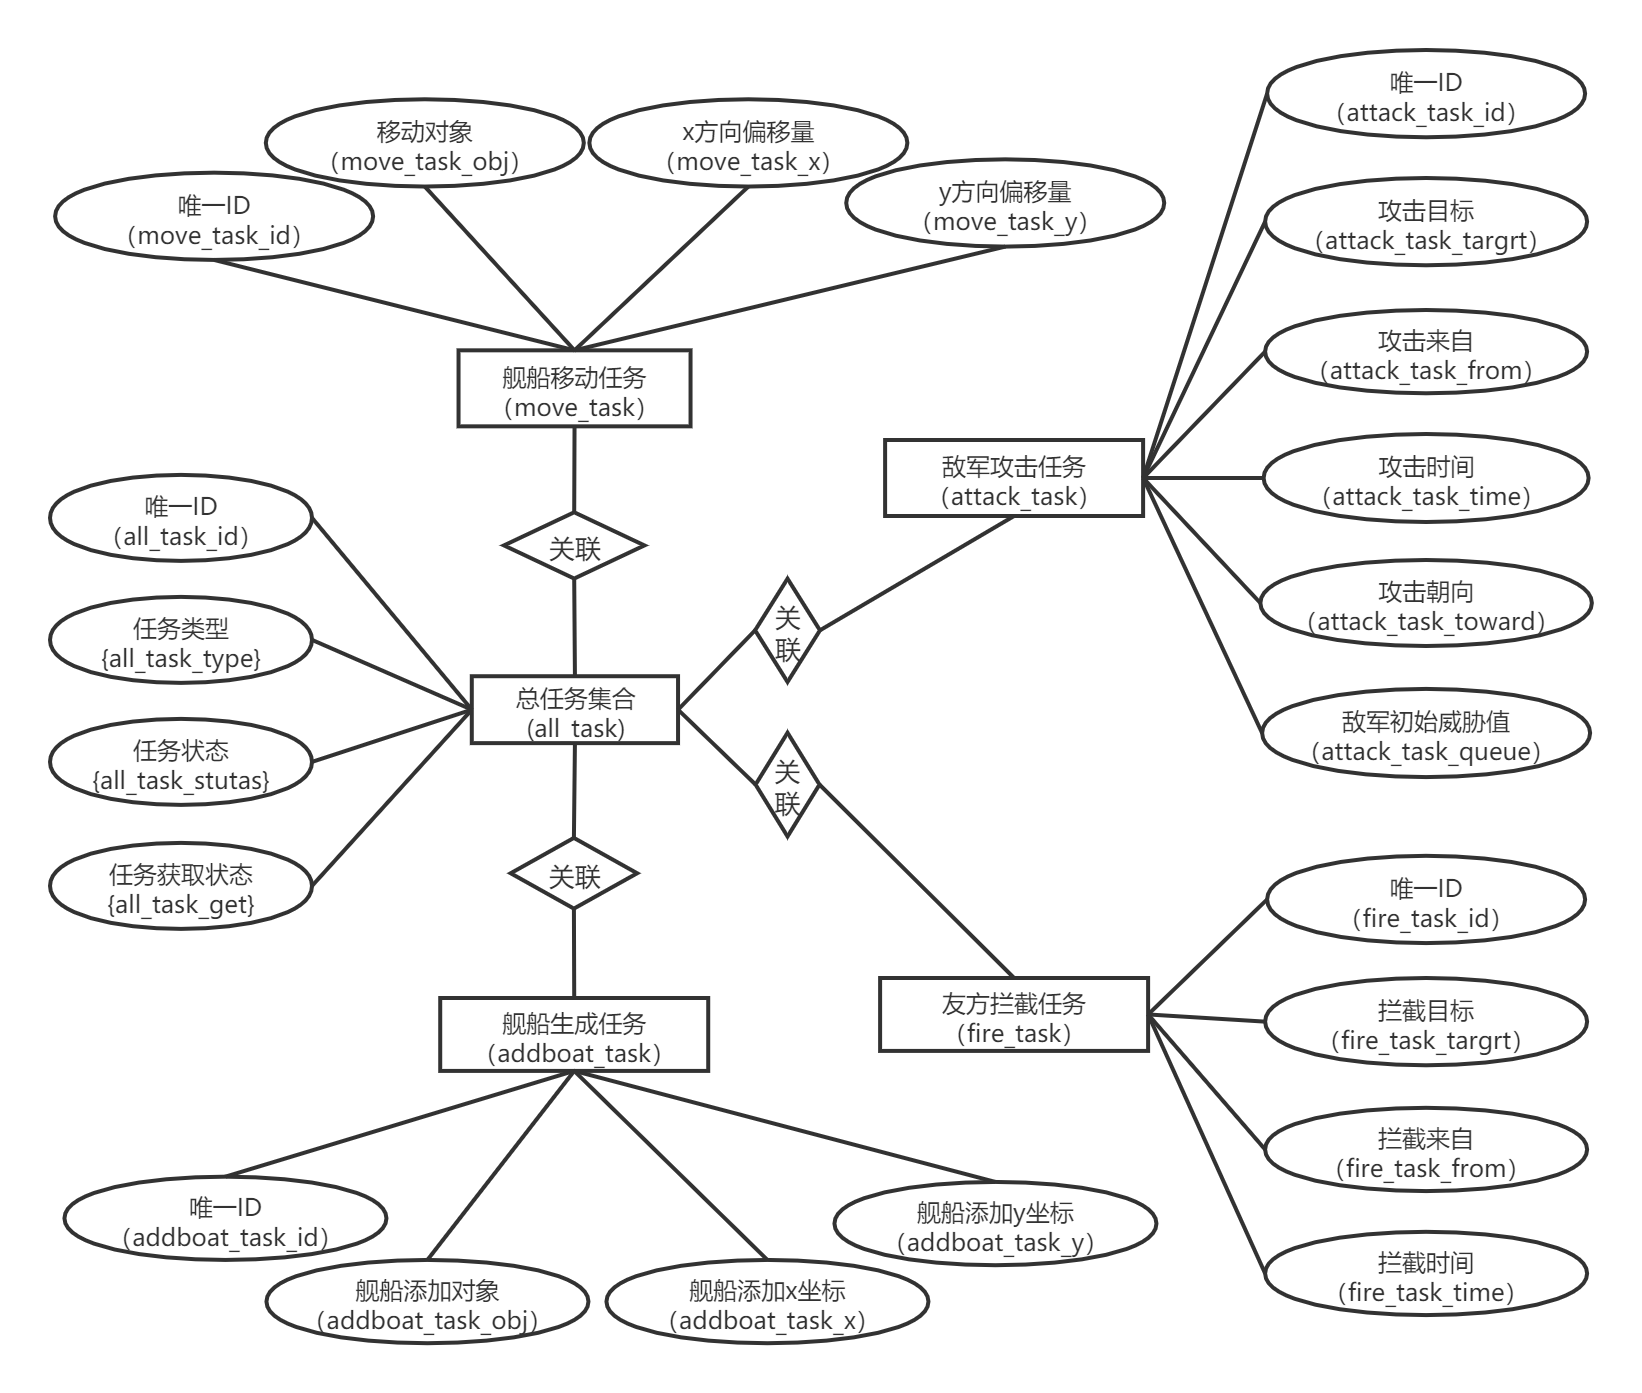 移动对象
（move_task_obj）
x方向偏移量
（move_task_x）
唯一ID
（move_task_id）
y方向偏移量
（move_task_y）
舰船移动任务
（move_task）
关联
唯一ID
（all_task_id）
任务类型
{all_task_type}
任务状态
{all_task_stutas}
任务获取状态
{all_task_get}
总任务集合
(all_task)
关联
舰船生成任务
（addboat_task）
唯一ID
（addboat_task_id）
舰船添加对象
（addboat_task_obj）
舰船添加x坐标
（addboat_task_x）
舰船添加y坐标
（addboat_task_y）
关
联
敌军攻击任务
（attack_task）
唯一ID
（attack_task_id）
攻击目标
（attack_task_targrt）
攻击来自
（attack_task_from）
攻击时间
（attack_task_time）
攻击朝向
（attack_task_toward）
敌军初始威胁值
（attack_task_queue）
关
联
友方拦截任务
（fire_task）
唯一ID
（fire_task_id）
拦截目标
（fire_task_targrt）
拦截来自
（fire_task_from）
拦截时间
（fire_task_time）